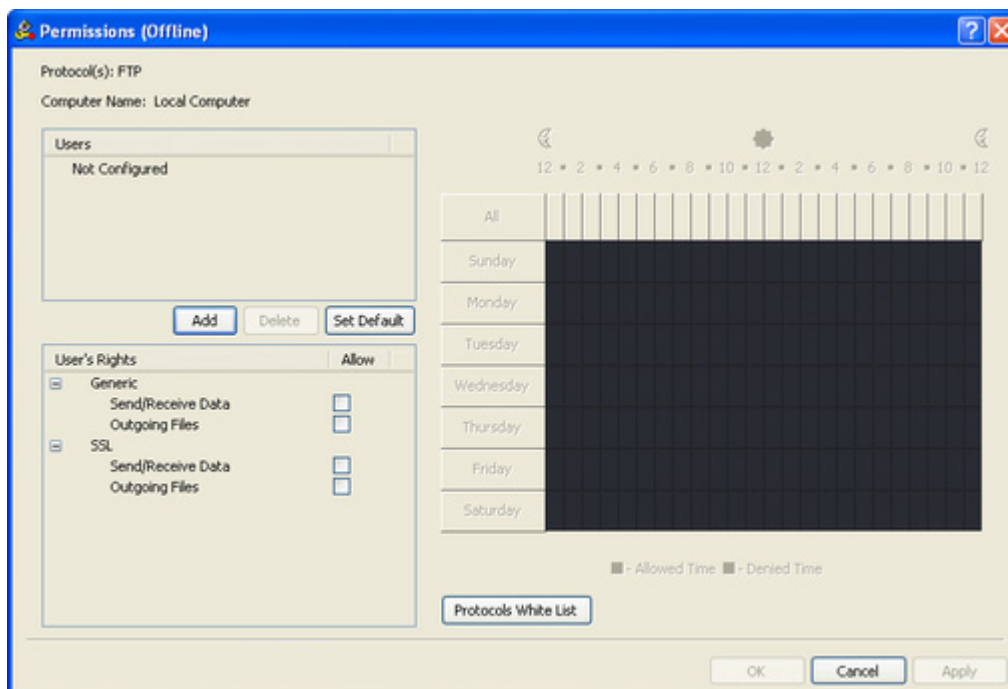 Permissions (Offline)
Protocol(s): FTP
Computer Name: Local Computer
Users
Not Configured
Add
Delete
Set Default
User's Rights
Allow
Generic
Send/Receive Data
Outgoing Files
SSL
Send/Receive Data
Outgoing Files
12 • 2 • 4 • 6 • 8 • 10 • 12 • 2 • 4 • 6 • 8 • 10 • 12
All
Sunday
Monday
Tuesday
Wednesday
Thursday
Friday
Saturday
- Allowed Time - Denied Time
Protocols White List
OK
Cancel
Apply